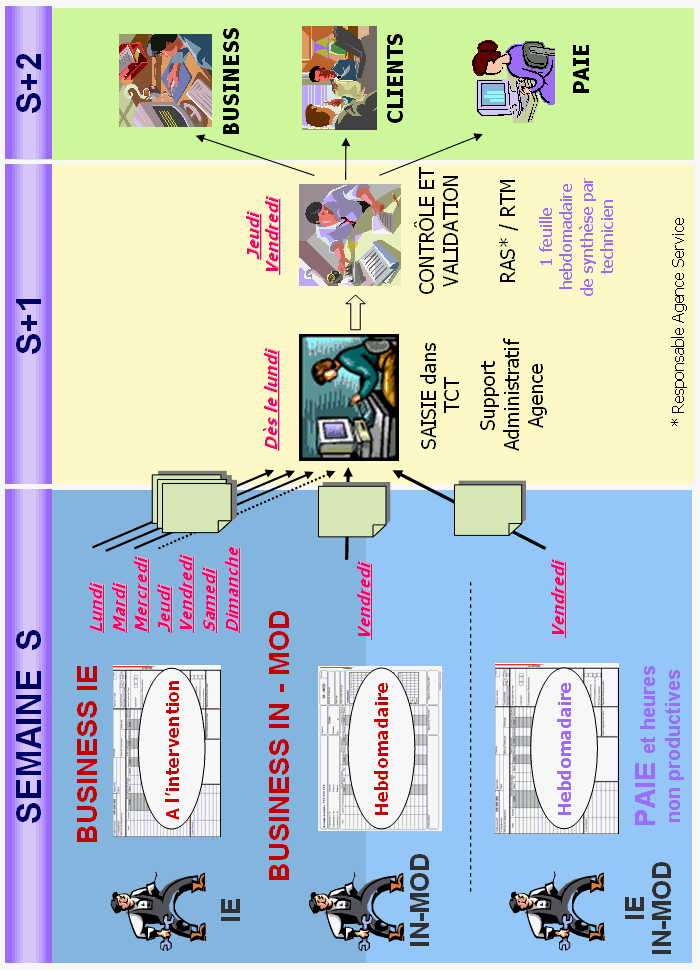 SEMAINE S
S+1
S+2
BUSINESS IE
IE
A l'intervention
Lundi
Mardi
Mercredi
Jeudi
Vendredi
Samedi
Dimanche
BUSINESS IN - MOD
IN-MOD
Hebdomadaire
Vendredi
IE
IN-MOD
Hebdomadaire
Vendredi
PAIE et heures
non productives
Dès le lundi
SAISIE dans
TCT
Support
Administratif
Agence
Jeudi
Vendredi
CONTRÔLE ET
VALIDATION
RAS* / RTM
1 feuille
hebdomadaire
de synthèse par
technicien
* Responsable Agence Service
BUSINESS
CLIENTS
PAIE